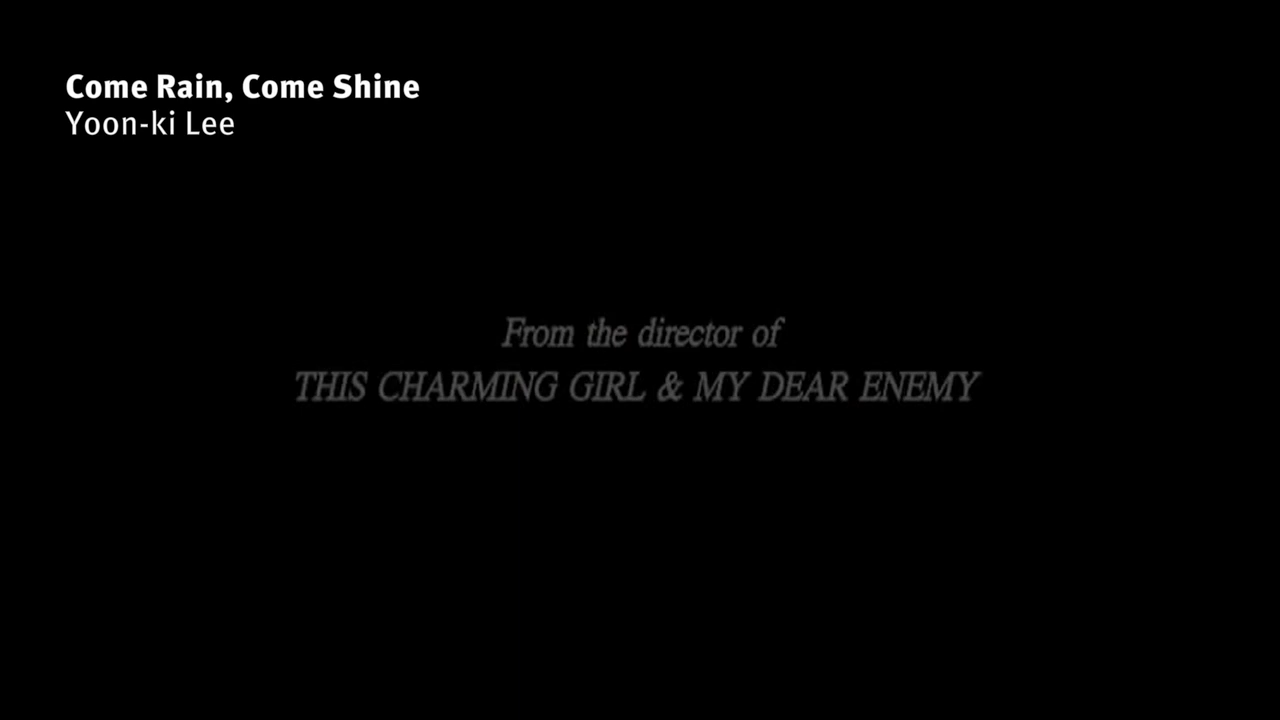 Come Rain, Come Shine
Yoon-ki Lee
From the director of
THIS CHARMING GIRL & MY DEAR ENEMY